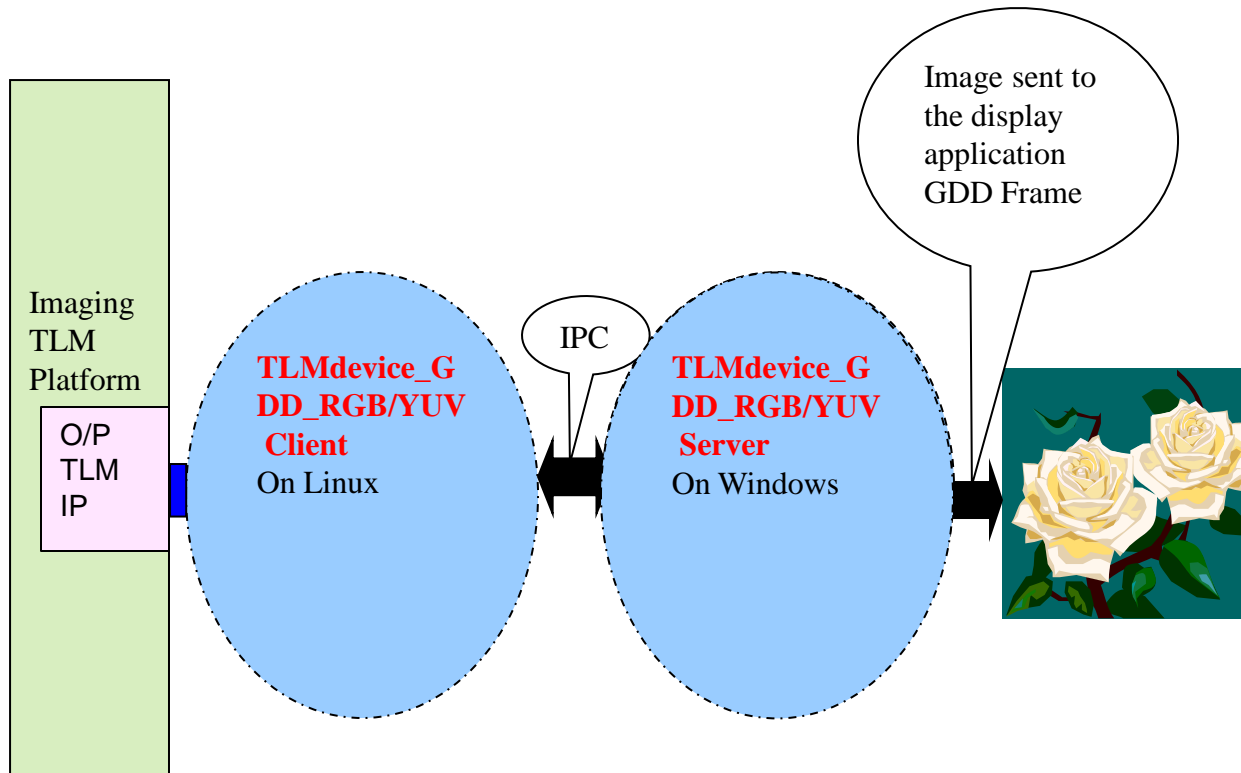 Image sent to
the display
application
GDD Frame
Imaging
TLM
Platform
O/P
TLM
IP
TLMdevice_G
DD_RGB/YUV
Client
On Linux
IPC
TLMdevice_G
DD_RGB/YUV
Server
On Windows